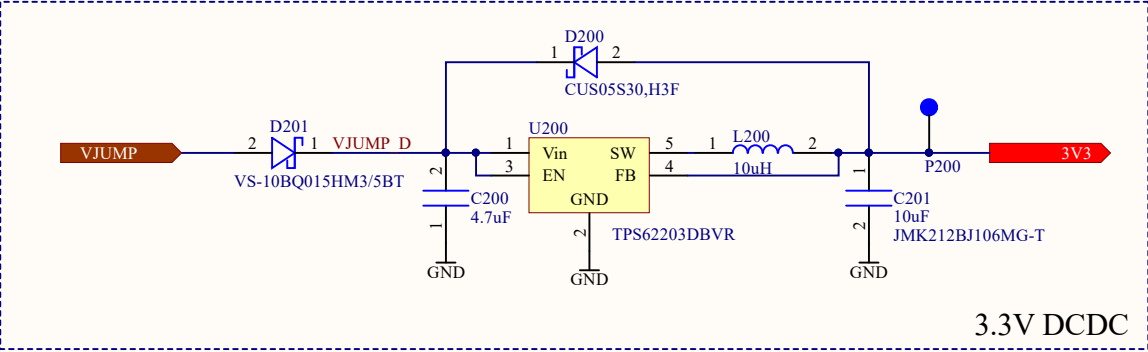 D200
1
2
CUS05S30,H3F
D201
U200
VJUMP
2
1
VJUMP_D
1
Vin
SW
5
1
L200
2
3V3
VS-10BQ015HM3/5BT
3
EN
FB
4
10uH
P200
2
C200
4.7uF
1
GND
GND
2
TPS62203DBVR
GND
1
C201
10uF
JMK212BJ106MG-T
2
GND
3.3V DCDC